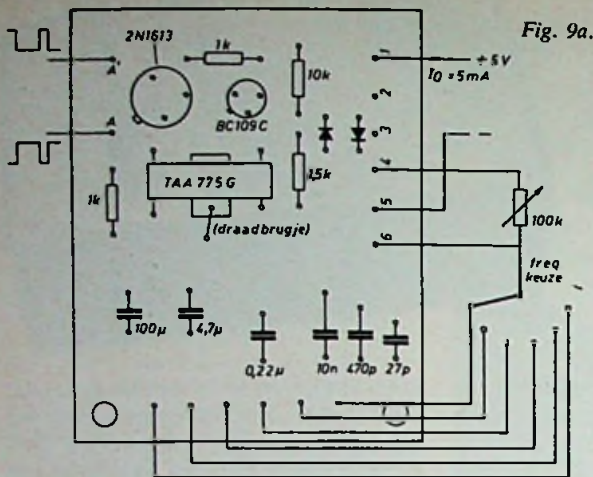 Fig. 9a.
2N1613
1k
A'
10k
1
+5V
I0 = 5mA
2
BC109C
3
A
4
TAA 775G
1,5k
1k
5
100k
(draadbrugje)
6
freq
keuze
100µ
4,7µ
0,22µ
10n
470p
27p